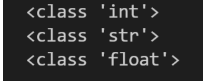 <class 'int'>
<class 'str'>
<class 'float'>